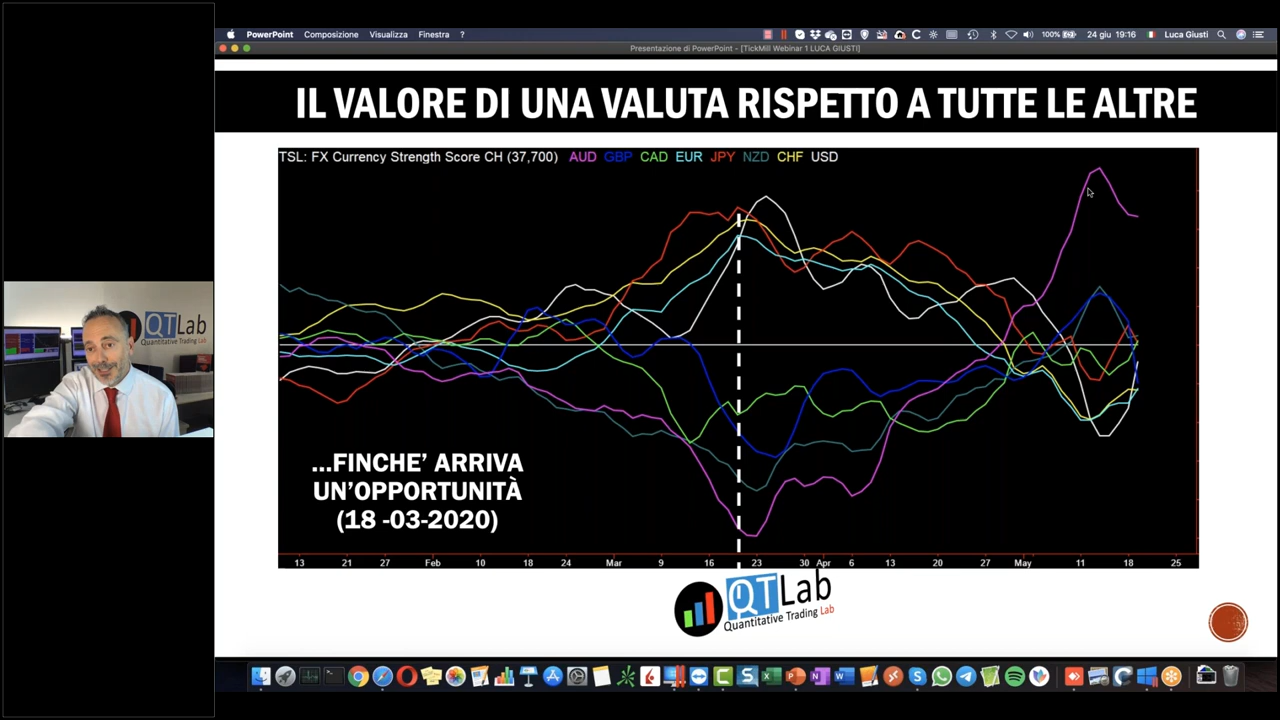 PowerPoint Composizione Visualizza Finestra ? 100% 24 giu 19:16 Luca Giusti
Presentazione di PowerPoint - [TickMill Webinar 1 LUCA GIUSTI]
IL VALORE DI UNA VALUTA RISPETTO A TUTTE LE ALTRE
TSL: FX Currency Strength Score CH (37,700) AUD GBP CAD EUR JPY NZD CHF USD
...FINCHE' ARRIVA
UN'OPPORTUNITÀ
(18 -03-2020)
13 21 27 Feb 10 18 24 Mar 9 16 23 30 Apr 6 13 20 27 May 11 18 25
QTLab
Quantitative Trading Lab
QTLab
Quantitative Trading Lab